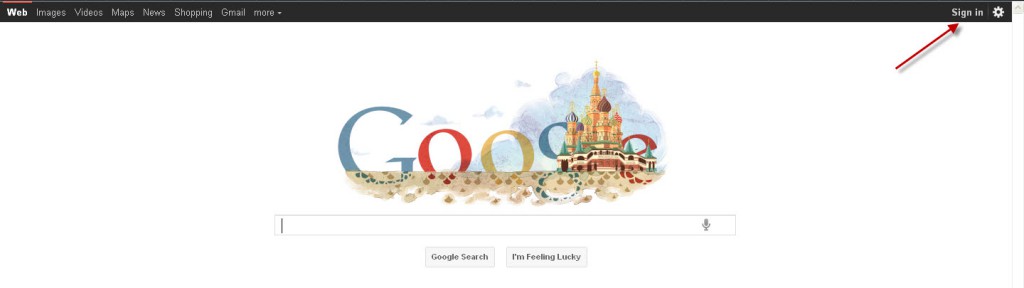 Web Images Videos Maps News Shopping Gmail more Sign in
Google
Google Search I'm Feeling Lucky